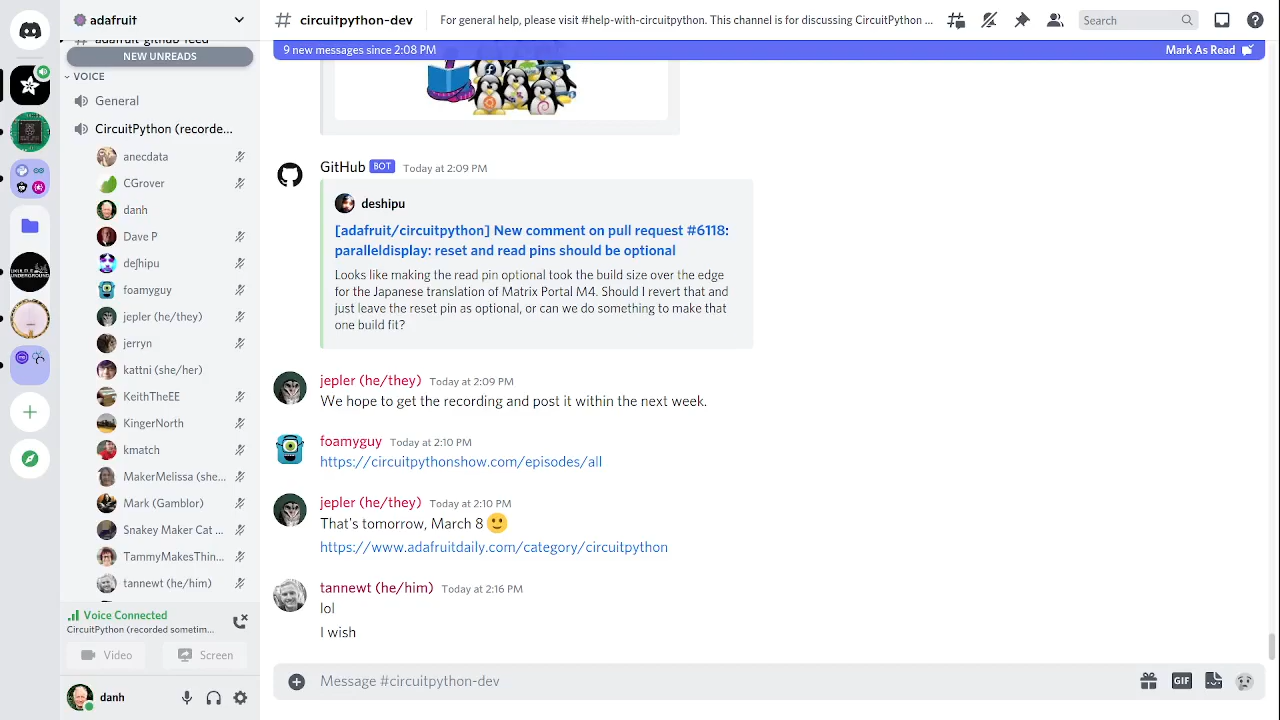 adafruit
adafruit-github-feed
NEW UNREADS
VOICE
General
CircuitPython (recorde...
anecdata
CGrover
danh
Dave P
deʃhipu
foamyguy
jepler (he/they)
jerryn
kattni (she/her)
KeithTheEE
KingerNorth
kmatch
MakerMelissa (she...
Mark (Gamblor)
Snakey Maker Cat ...
TammyMakesThin...
tannewt (he/him)
Voice Connected
CircuitPython (recorded sometim...
Video
Screen
danh
circuitpython-dev
For general help, please visit #help-with-circuitpython. This channel is for discussing CircuitPython ...
Search
9 new messages since 2:08 PM
Mark As Read
GitHub BOT Today at 2:09 PM
deshipu
[adafruit/circuitpython] New comment on pull request #6118:
paralleldisplay: reset and read pins should be optional
Looks like making the read pin optional took the build size over the edge
for the Japanese translation of Matrix Portal M4. Should I revert that and
just leave the reset pin as optional, or can we do something to make that
one build fit?
jepler (he/they) Today at 2:09 PM
We hope to get the recording and post it within the next week.
foamyguy Today at 2:10 PM
https://circuitpythonshow.com/episodes/all
jepler (he/they) Today at 2:10 PM
That's tomorrow, March 8 🙂
https://www.adafruitdaily.com/category/circuitpython
tannewt (he/him) Today at 2:16 PM
lol
I wish
Message #circuitpython-dev
GIF